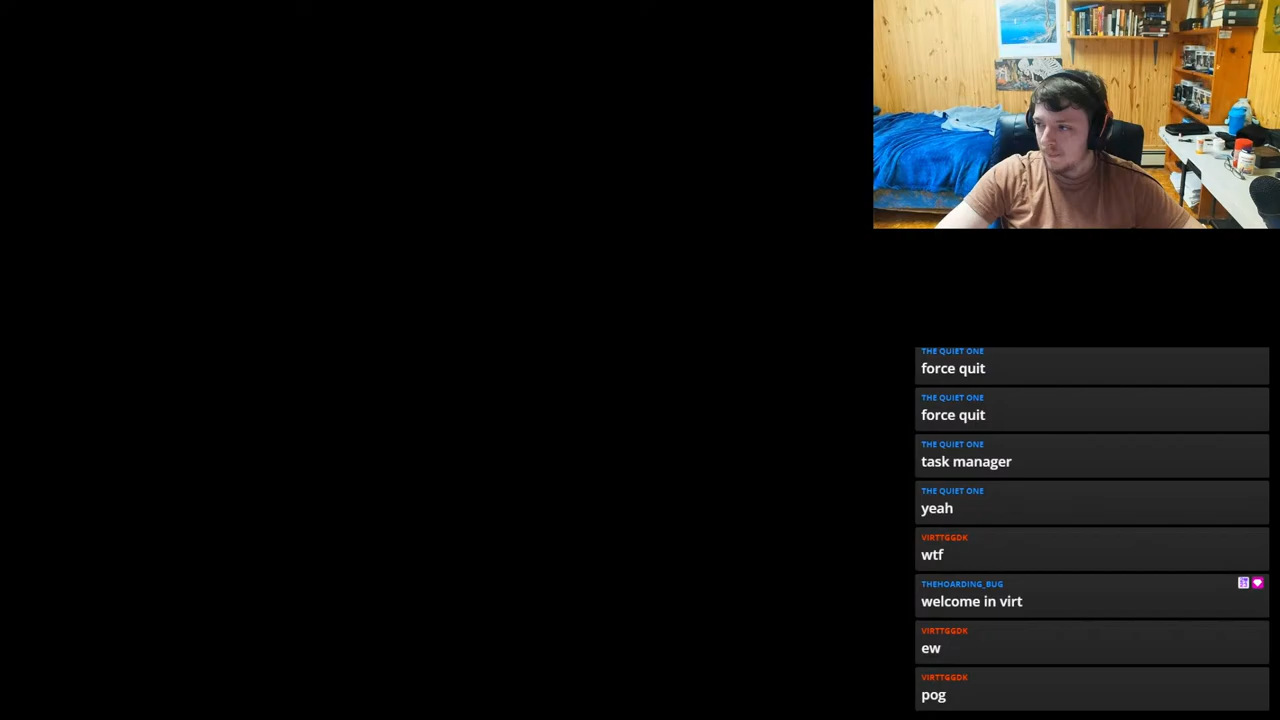 THE QUIET ONE
force quit
THE QUIET ONE
force quit
THE QUIET ONE
task manager
THE QUIET ONE
yeah
VIRTTGGDK
wtf
THEHOARDING_BUG
welcome in virt
VIRTTGGDK
ew
VIRTTGGDK
pog